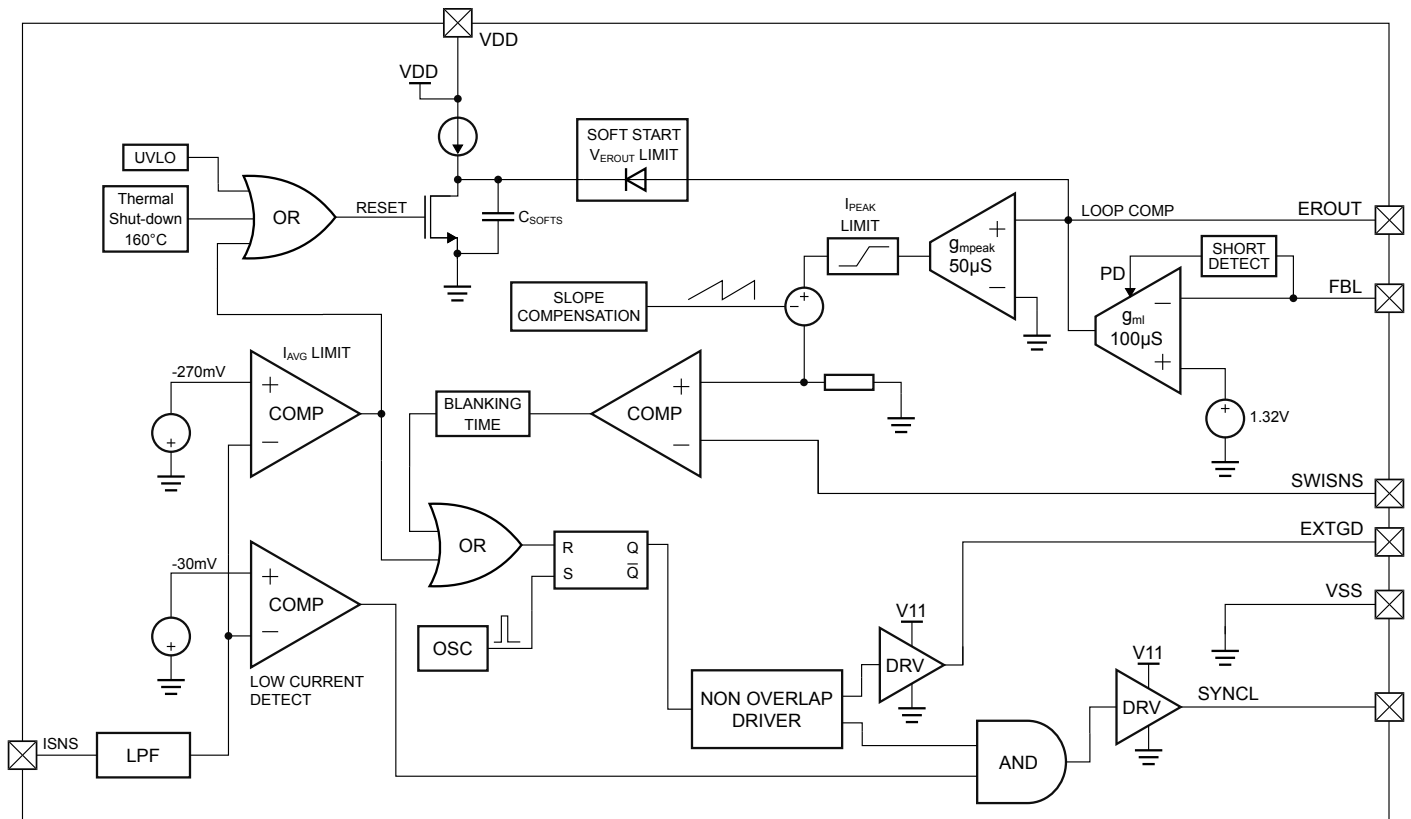 VDD
VDD
SOFT START
VEROUT LIMIT
UVLO
Thermal
Shut-down
160°C
OR
RESET
CSOFTS
IPEAK
LIMIT
gmpeak
50µS
+
−
LOOP COMP
EROUT
SHORT
DETECT
PD
FBL
gml
100µS
−
+
+
1.32V
SLOPE
COMPENSATION
+
−
IAVG LIMIT
-270mV
+
COMP
−
+
BLANKING
TIME
COMP
+
−
SWISNS
EXTGD
OR
R
Q
S
Q̅
-30mV
+
COMP
−
+
OSC
VSS
V11
DRV
V11
DRV
SYNCL
LOW CURRENT
DETECT
NON OVERLAP
DRIVER
ISNS
LPF
AND